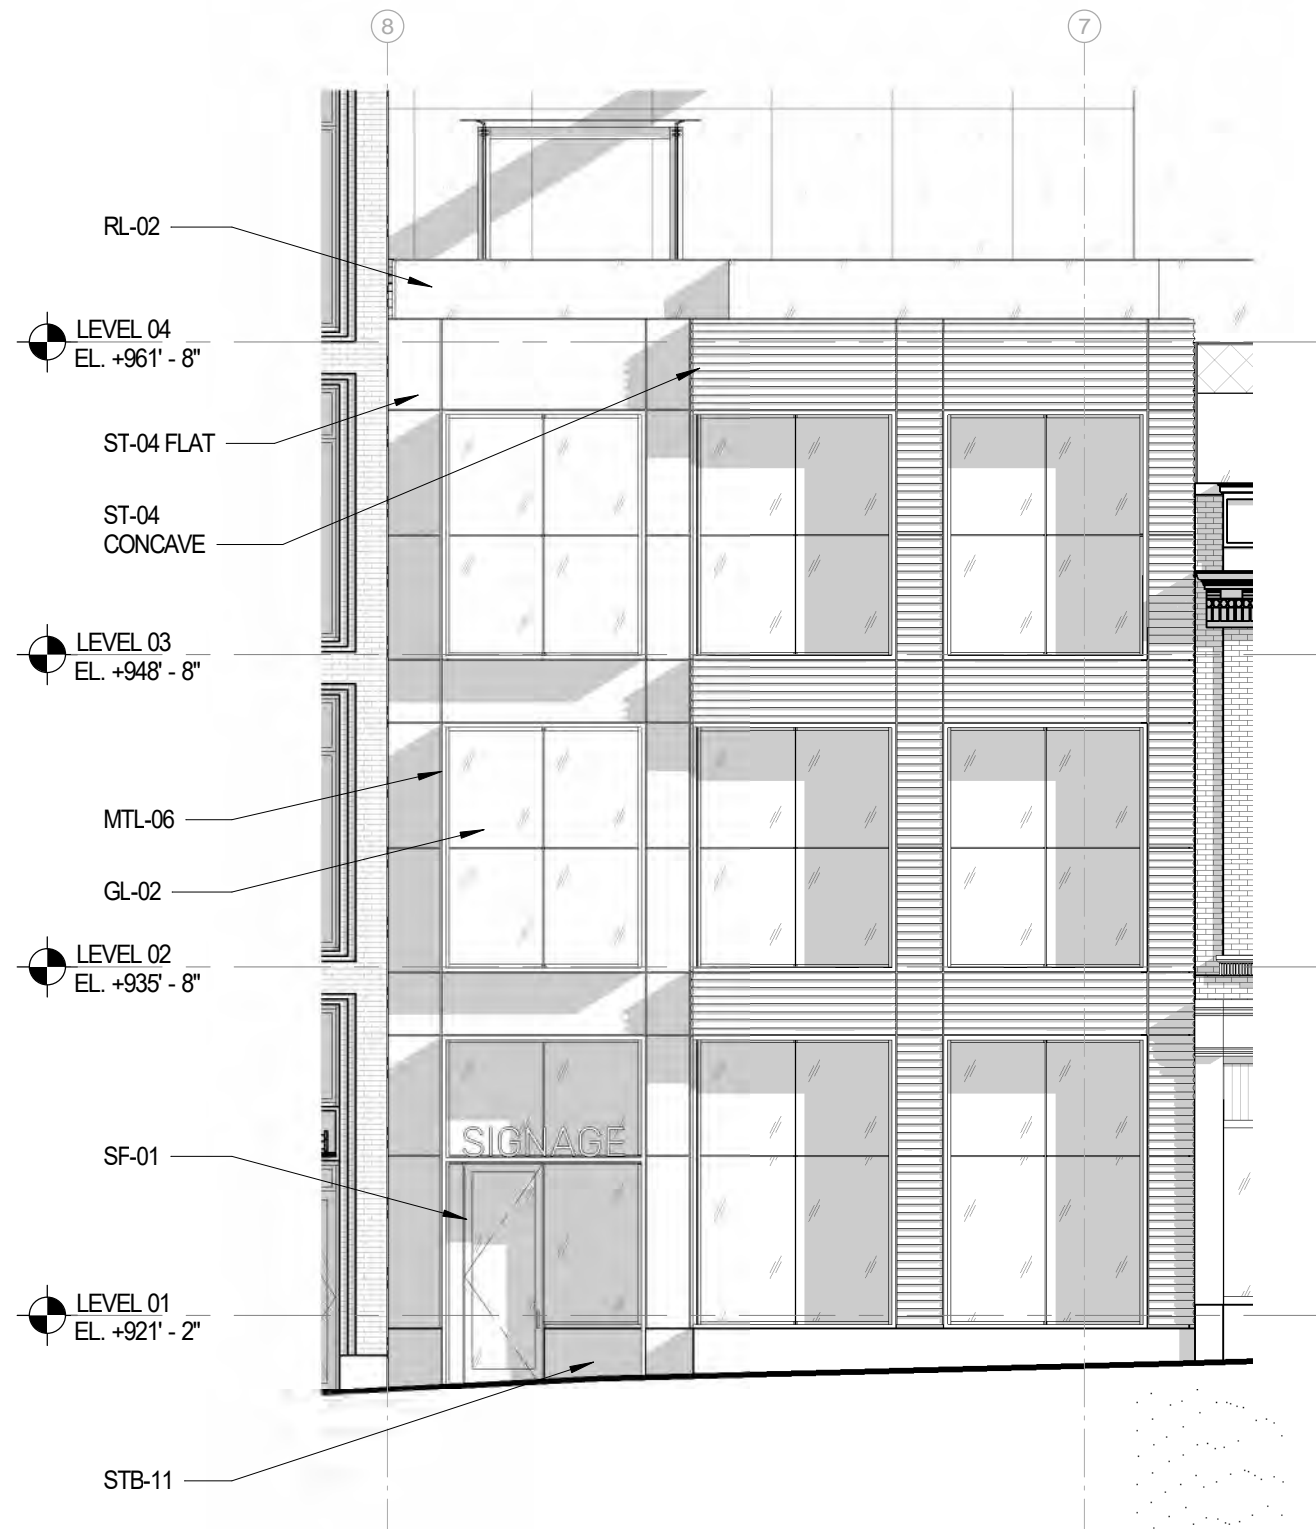 8
7
RL-02
LEVEL 04
EL. +961' - 8"
ST-04 FLAT
ST-04
CONCAVE
LEVEL 03
EL. +948' - 8"
MTL-06
GL-02
LEVEL 02
EL. +935' - 8"
SIGNAGE
SF-01
LEVEL 01
EL. +921' - 2"
STB-11